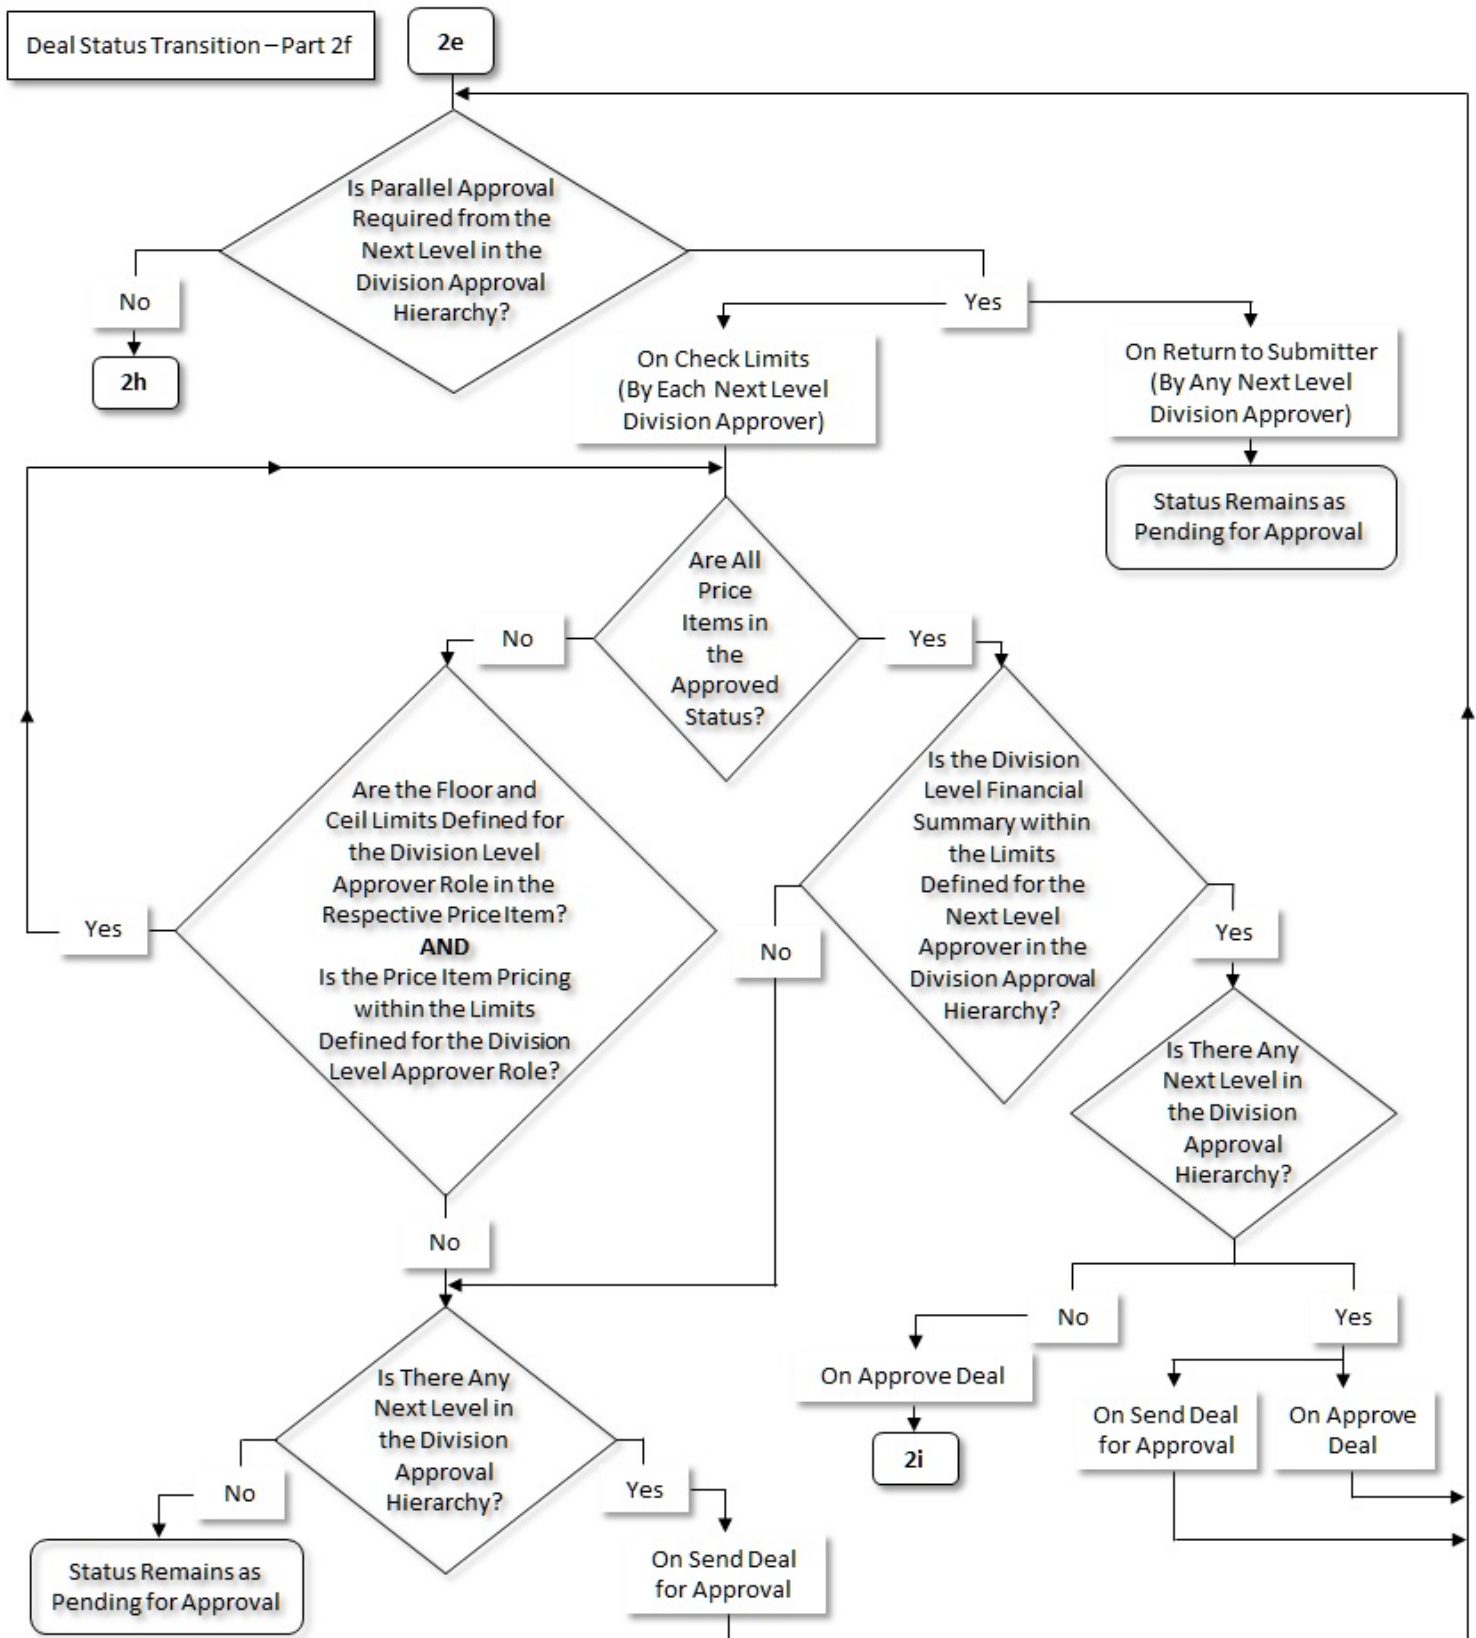 Deal Status Transition – Part 2f
2e
Is Parallel Approval
Required from the
Next Level in the
Division Approval
Hierarchy?
No
2h
Yes
On Check Limits
(By Each Next Level
Division Approver)
On Return to Submitter
(By Any Next Level
Division Approver)
Status Remains as
Pending for Approval
Are All
Price
Items in
the
Approved
Status?
No
Yes
Are the Floor and
Ceil Limits Defined for
the Division Level
Approver Role in the
Respective Price Item?
AND
Is the Price Item Pricing
within the Limits
Defined for the Division
Level Approver Role?
Yes
No
Is the Division
Level Financial
Summary within
the Limits
Defined for the
Next Level
Approver in the
Division Approval
Hierarchy?
No
Yes
Is There Any
Next Level in
the Division
Approval
Hierarchy?
No
Yes
On Approve Deal
2i
On Send Deal
for Approval
On Approve
Deal
Is There Any
Next Level in
the Division
Approval
Hierarchy?
No
Yes
Status Remains as
Pending for Approval
On Send Deal
for Approval